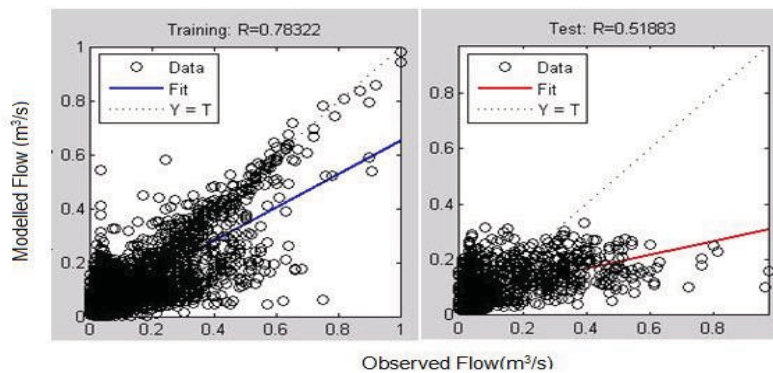 Training: R=0.78322
Modelled Flow (m³/s)
1
0.8
0.6
0.4
0.2
0
Data
Fit
Y = T
0 0.2 0.4 0.6 0.8 1
Test: R=0.51883
0.8
0.6
0.4
0.2
0
Data
Fit
Y = T
0 0.2 0.4 0.6 0.8
Observed Flow(m³/s)